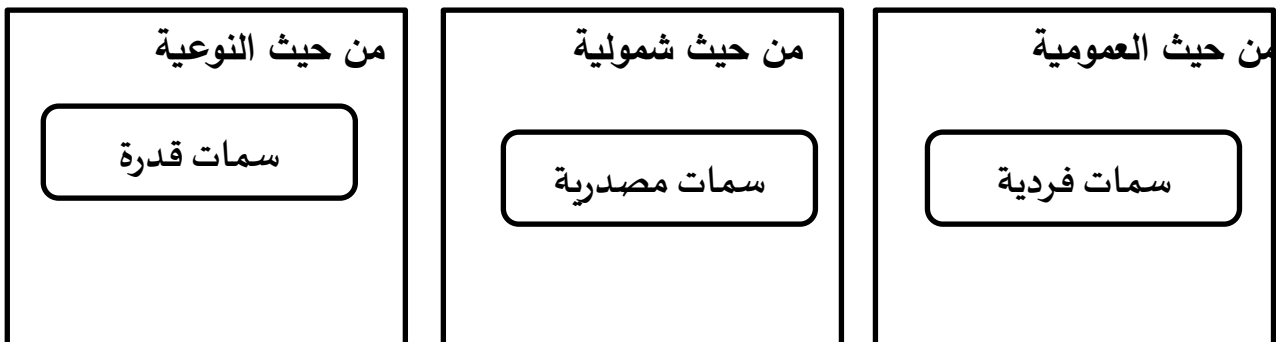 من حيث العمومية
سمات فردية
من حيث شمولية
سمات مصدرية
من حيث النوعية
سمات قدرة